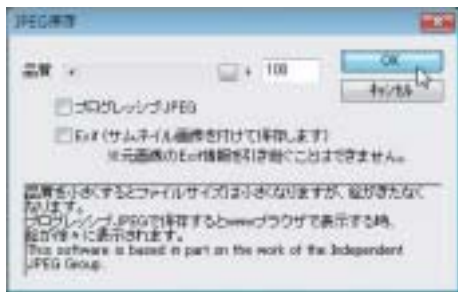 JPEG保存
品質
100
OK
キャンセル
プログレッシブJPEG
Exif(サムネイル画像を付けて保存します)
※元画像のExif情報を引き継ぐことはできません。
品質を小さくするとファイルサイズは小さくなりますが、絵がきたなく
なります。
プログレッシブJPEGで保存するとwwwブラウザで表示する時、
絵が徐々に表示されます。
This software is based in part on the work of the Independent
JPEG Group.